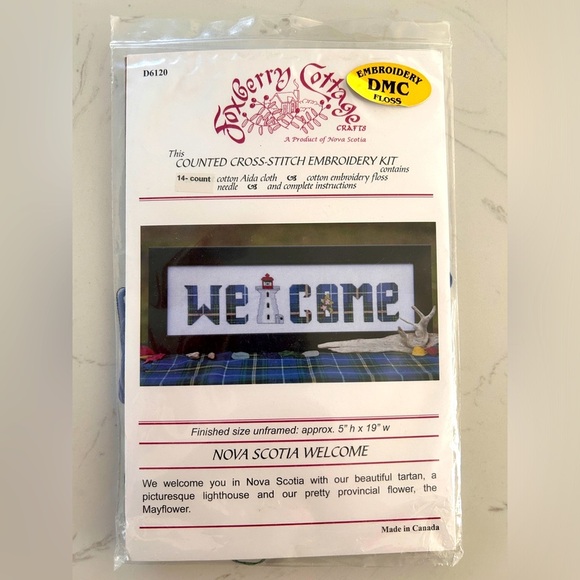 D6120
Foxberry Cottage
CRAFTS
A Product of Nova Scotia
EMBROIDERY
DMC
FLOSS
This
COUNTED CROSS-STITCH EMBROIDERY KIT
contains
14- count cotton Aida cloth cotton embroidery floss
needle and complete instructions
WELCOME
Finished size unframed: approx. 5" h x 19" w
NOVA SCOTIA WELCOME
We welcome you in Nova Scotia with our beautiful tartan, a
picturesque lighthouse and our pretty provincial flower, the
Mayflower.
Made in Canada